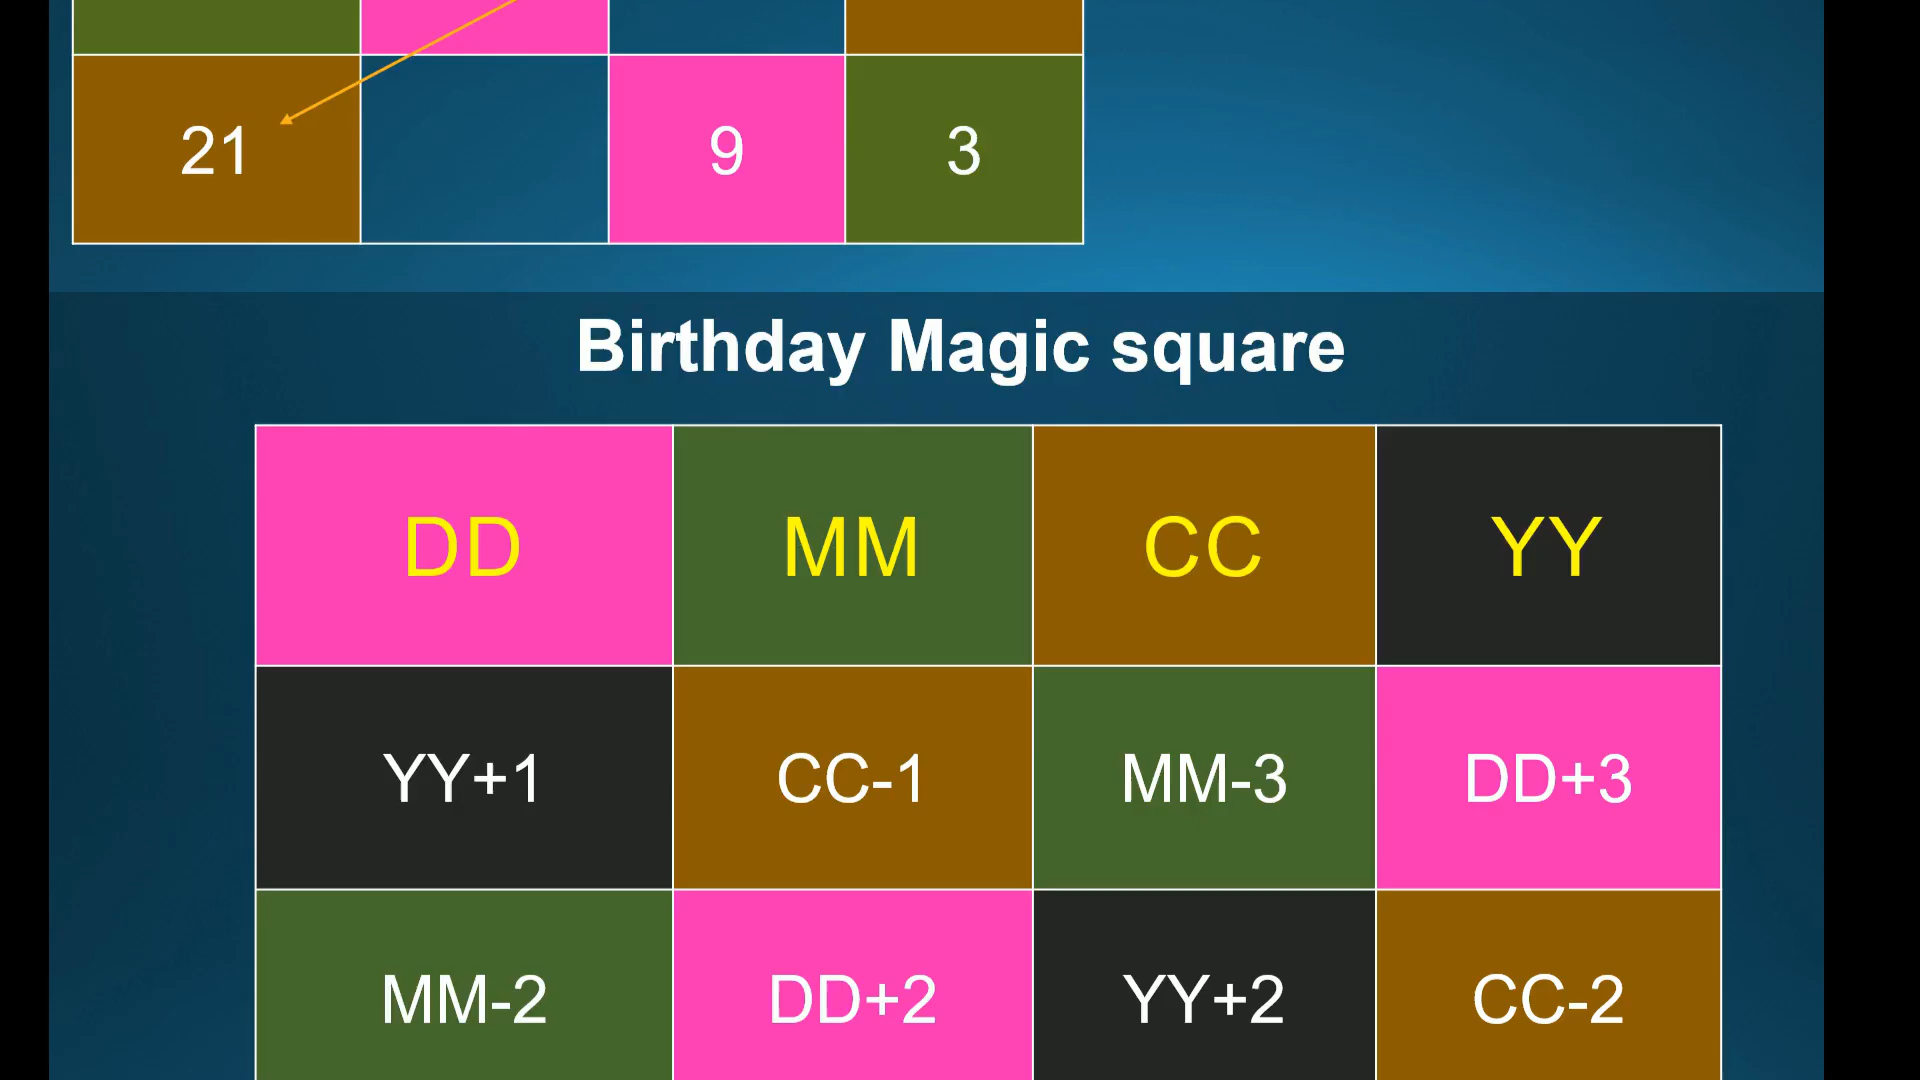 21 9 3
Birthday Magic square
DD MM CC YY
YY+1 CC-1 MM-3 DD+3
MM-2 DD+2 YY+2 CC-2